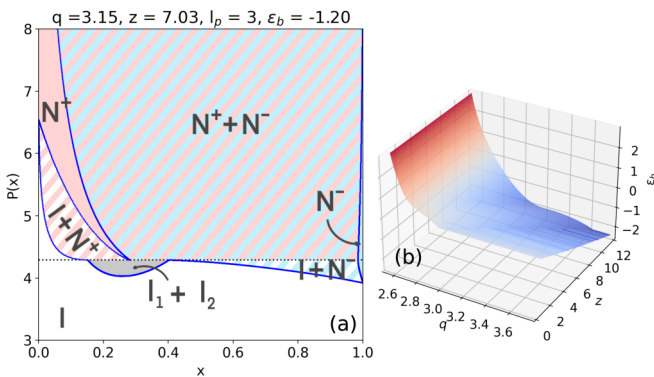 q =3.15, z = 7.03, l_p = 3, ε_b = -1.20
8
7
6
5
4
3
P(x)
N⁺
N⁺+N⁻
N⁻
I+N⁺
I+N⁻
I₁ + I₂
I
(a)
0.0 0.2 0.4 0.6 0.8 1.0
x
2
1
0
−1
−2
ε_b
(b)
2.6 2.8 3.0 3.2 3.4 3.6
q
0 2 4 6 8 10 12
z